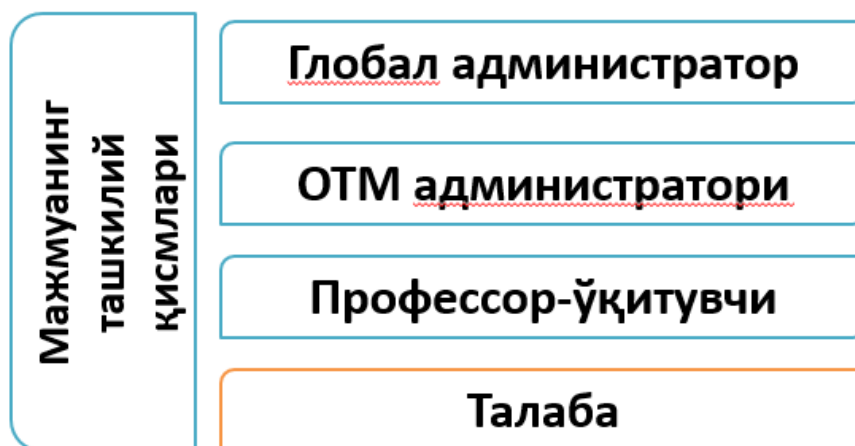 Мажмуанинг
ташкилий
қисмлари
Глобал администратор
ОТМ администратори
Профессор-ўқитувчи
Талаба